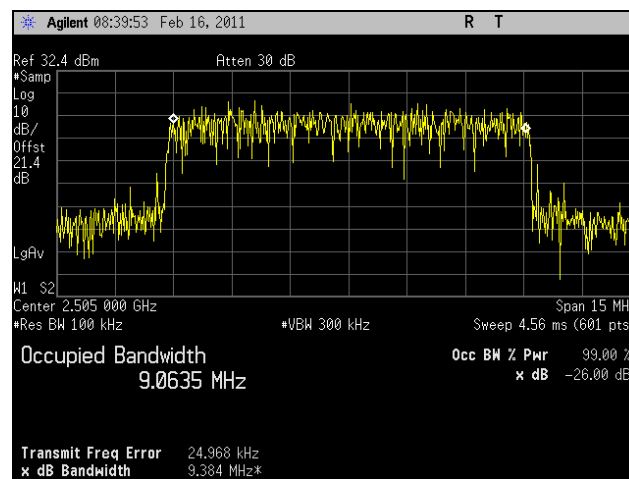 Agilent 08:39:53 Feb 16, 2011 R T
Ref 32.4 dBm Atten 30 dB
#Samp
Log
10
dB/
Offst
21.4
dB
LgAv
W1 S2
Center 2.505 000 GHz Span 15 MH
#Res BW 100 kHz #VBW 300 kHz Sweep 4.56 ms (601 pts
Occupied Bandwidth Occ BW % Pwr 99.00 %
9.0635 MHz x dB -26.00 dB
Transmit Freq Error 24.968 kHz
x dB Bandwidth 9.384 MHz*